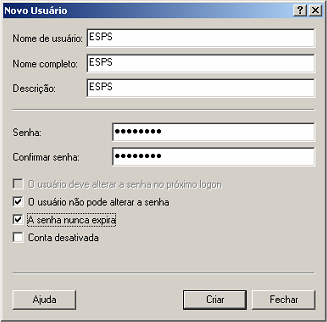 Novo Usuário
Nome de usuário: ESPS
Nome completo: ESPS
Descrição: ESPS
Senha: ●●●●●●●●
Confirmar senha: ●●●●●●●●
O usuário deve alterar a senha no próximo logon
O usuário não pode alterar a senha
A senha nunca expira
Conta desativada
Ajuda Criar Fechar